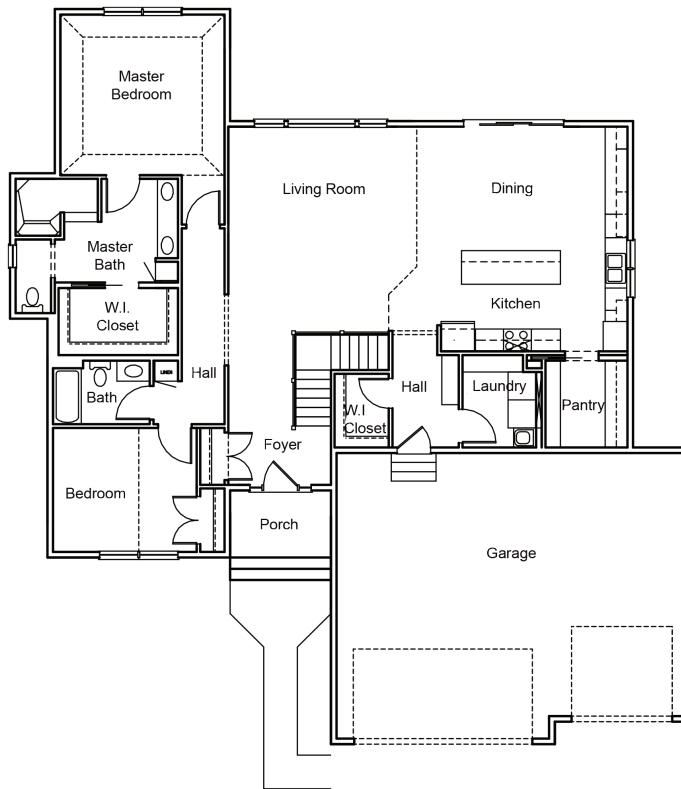 Master
Bedroom
Living Room
Dining
Master
Bath
W.I.
Closet
Kitchen
Hall
LINEN
Bath
Hall
Laundry
W.I
Closet
Pantry
Foyer
Bedroom
Porch
Garage